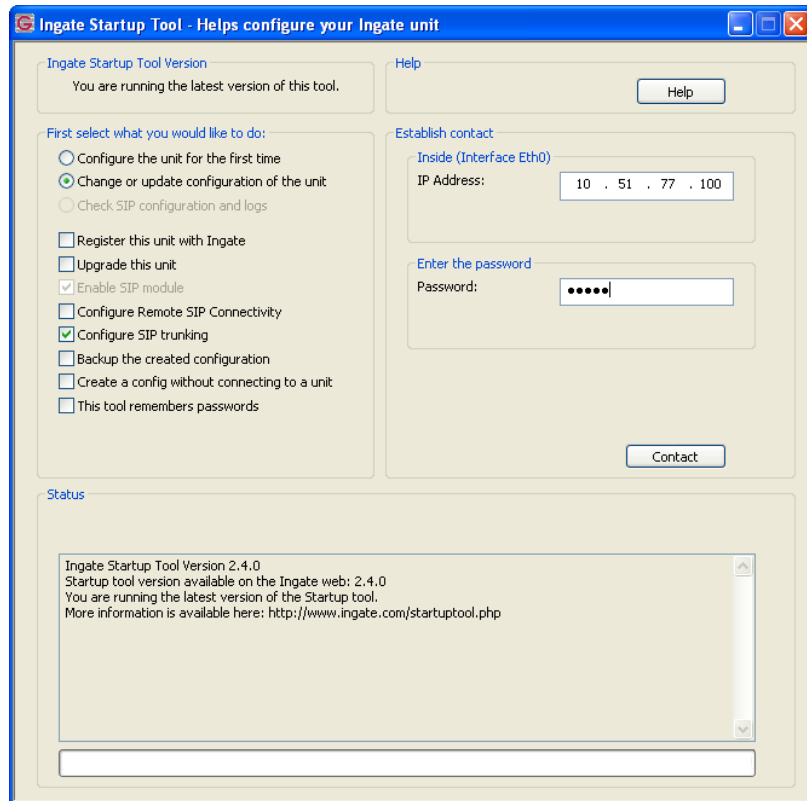 Ingate Startup Tool - Helps configure your Ingate unit
Ingate Startup Tool Version
You are running the latest version of this tool.
Help
Help
First select what you would like to do:
Configure the unit for the first time
Change or update configuration of the unit
Check SIP configuration and logs
Register this unit with Ingate
Upgrade this unit
Enable SIP module
Configure Remote SIP Connectivity
Configure SIP trunking
Backup the created configuration
Create a config without connecting to a unit
This tool remembers passwords
Establish contact
Inside (Interface Eth0)
IP Address: 10 . 51 . 77 . 100
Enter the password
Password: ●●●●●
Contact
Status
Ingate Startup Tool Version 2.4.0
Startup tool version available on the Ingate web: 2.4.0
You are running the latest version of the Startup tool.
More information is available here: http://www.ingate.com/startuptool.php